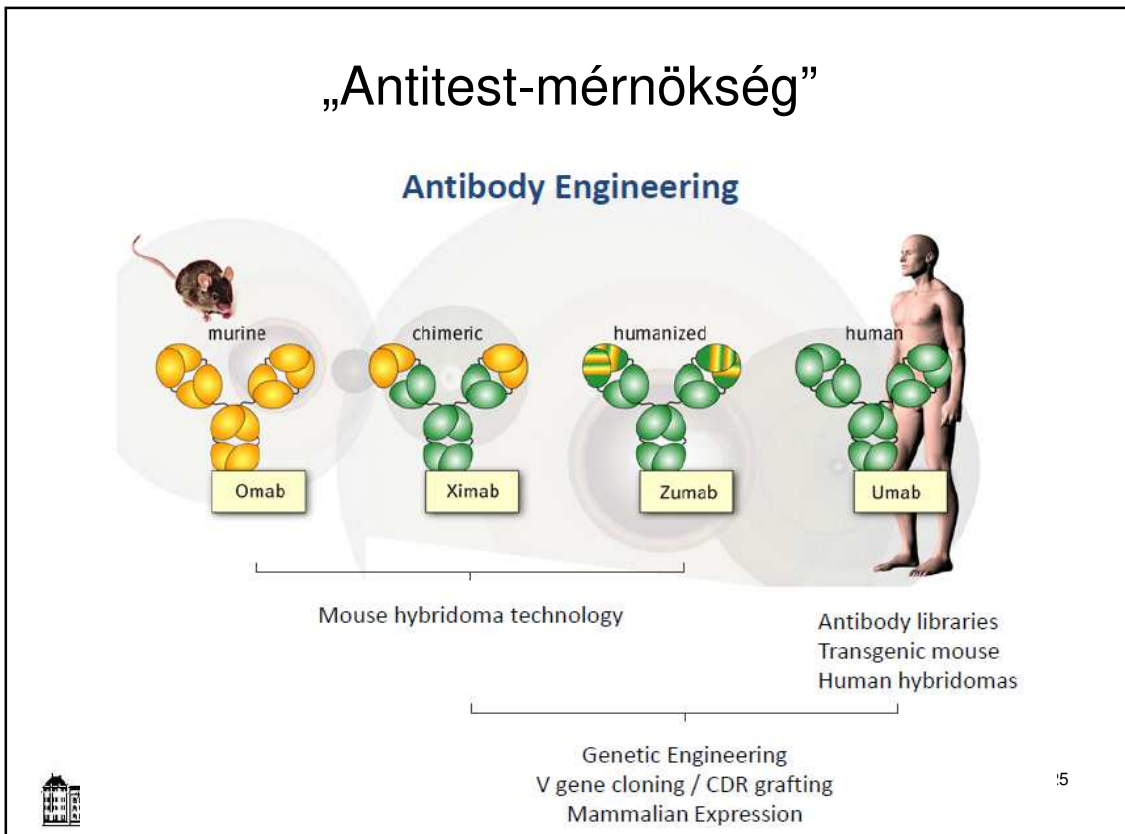 „Antitest-mérnökség”
Antibody Engineering
murine
chimeric
humanized
human
Omab
Ximab
Zumab
Umab
Mouse hybridoma technology
Antibody libraries
Transgenic mouse
Human hybridomas
Genetic Engineering
V gene cloning / CDR grafting
Mammalian Expression